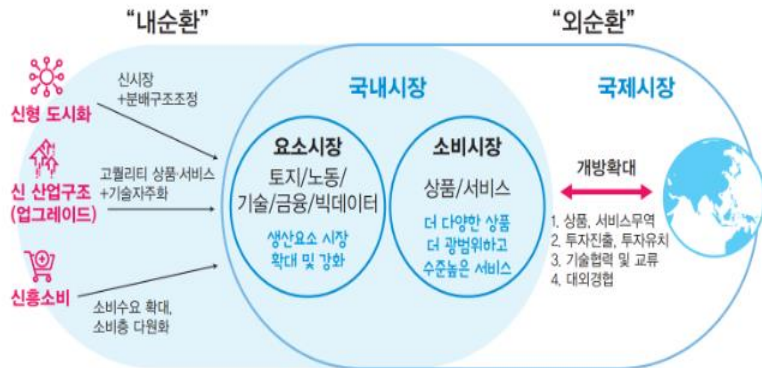 "내순환"
"외순환"
신형 도시화
신시장
+분배구조조정
신 산업구조
(업그레이드)
고퀄리티 상품·서비스
+기술자주화
신흥소비
소비수요 확대,
소비층 다원화
국내시장
요소시장
토지/노동/
기술/금융/빅데이터
생산요소 시장
확대 및 강화
소비시장
상품/서비스
더 다양한 상품
더 광범위하고
수준높은 서비스
국제시장
개방확대
1. 상품, 서비스무역
2. 투자진출, 투자유치
3. 기술협력 및 교류
4. 대외경협